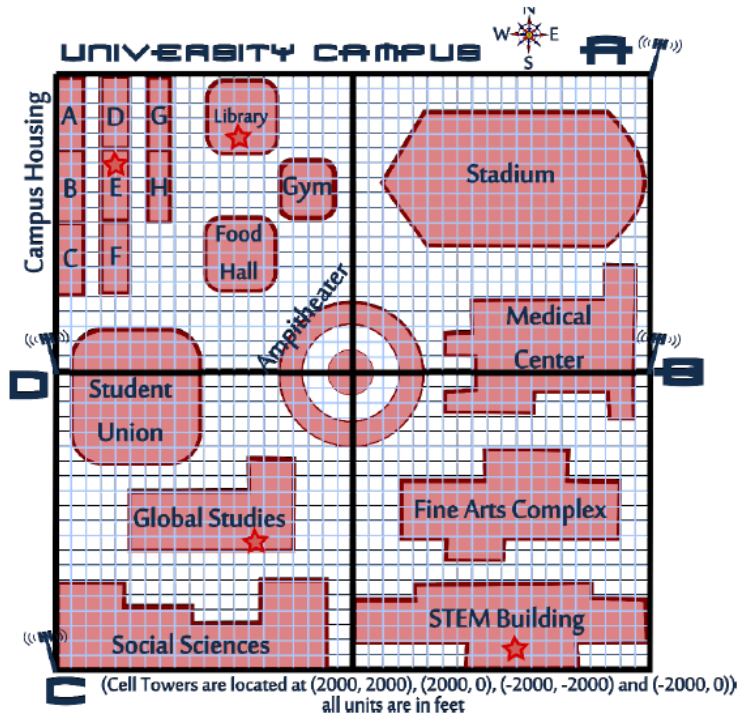 N
W E
S
UNIVERSITY CAMPUS
A
Campus Housing
A D G
Library
B E H
Gym
Stadium
C F
Food
Hall
Ampitheater
Medical
Center
D
B
Student
Union
Global Studies
Fine Arts Complex
Social Sciences
STEM Building
C
(Cell Towers are located at (2000, 2000), (2000, 0), (-2000, -2000) and (-2000, 0))
all units are in feet